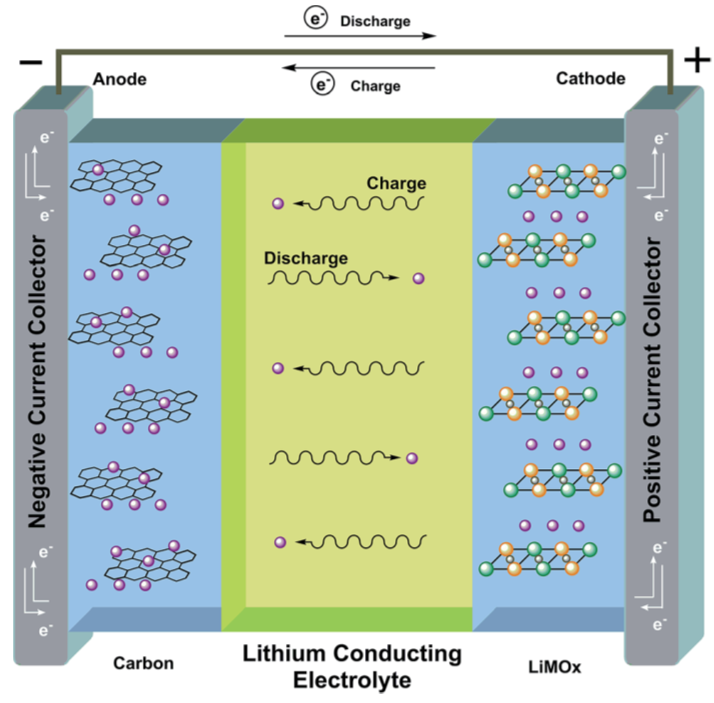 e- Discharge
e- Charge
-
+
Anode
Cathode
e-
e-
e-
e-
Charge
Discharge
Negative Current Collector
Positive Current Collector
e-
e-
e-
e-
Carbon
Lithium Conducting
Electrolyte
LiMOx